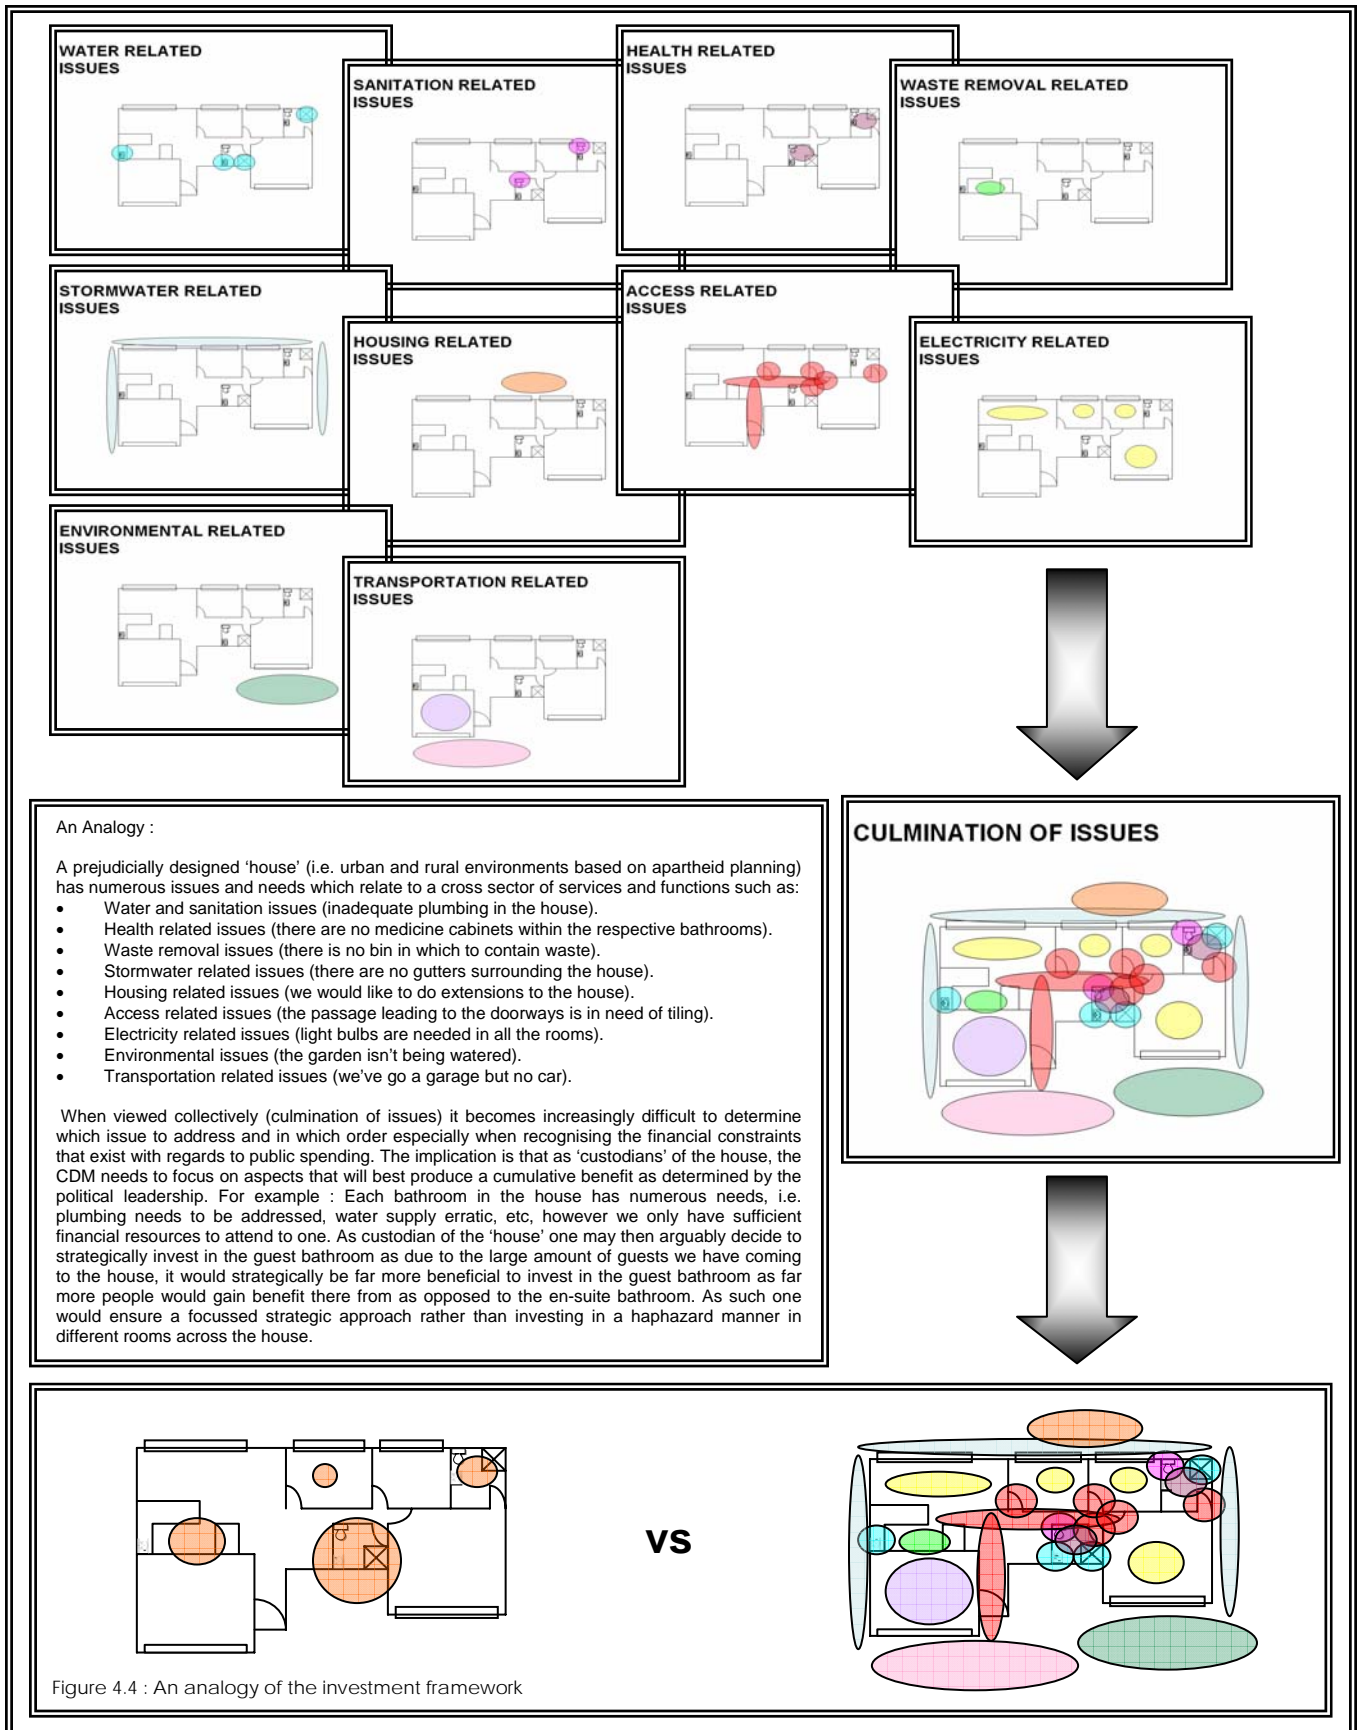 WATER RELATED
ISSUES
SANITATION RELATED
ISSUES
HEALTH RELATED
ISSUES
WASTE REMOVAL RELATED
ISSUES
STORMWATER RELATED
ISSUES
HOUSING RELATED
ISSUES
ACCESS RELATED
ISSUES
ELECTRICITY RELATED
ISSUES
ENVIRONMENTAL RELATED
ISSUES
TRANSPORTATION RELATED
ISSUES
An Analogy :
A prejudicially designed ‘house’ (i.e. urban and rural environments based on apartheid planning)
has numerous issues and needs which relate to a cross sector of services and functions such as:
• Water and sanitation issues (inadequate plumbing in the house).
• Health related issues (there are no medicine cabinets within the respective bathrooms).
• Waste removal issues (there is no bin in which to contain waste).
• Stormwater related issues (there are no gutters surrounding the house).
• Housing related issues (we would like to do extensions to the house).
• Access related issues (the passage leading to the doorways is in need of tiling).
• Electricity related issues (light bulbs are needed in all the rooms).
• Environmental issues (the garden isn’t being watered).
• Transportation related issues (we’ve go a garage but no car).
When viewed collectively (culmination of issues) it becomes increasingly difficult to determine
which issue to address and in which order especially when recognising the financial constraints
that exist with regards to public spending. The implication is that as ‘custodians’ of the house, the
CDM needs to focus on aspects that will best produce a cumulative benefit as determined by the
political leadership. For example : Each bathroom in the house has numerous needs, i.e.
plumbing needs to be addressed, water supply erratic, etc, however we only have sufficient
financial resources to attend to one. As custodian of the ‘house’ one may then arguably decide to
strategically invest in the guest bathroom as due to the large amount of guests we have coming
to the house, it would strategically be far more beneficial to invest in the guest bathroom as far
more people would gain benefit there from as opposed to the en-suite bathroom. As such one
would ensure a focussed strategic approach rather than investing in a haphazard manner in
different rooms across the house.
CULMINATION OF ISSUES
vs
Figure 4.4 : An analogy of the investment framework